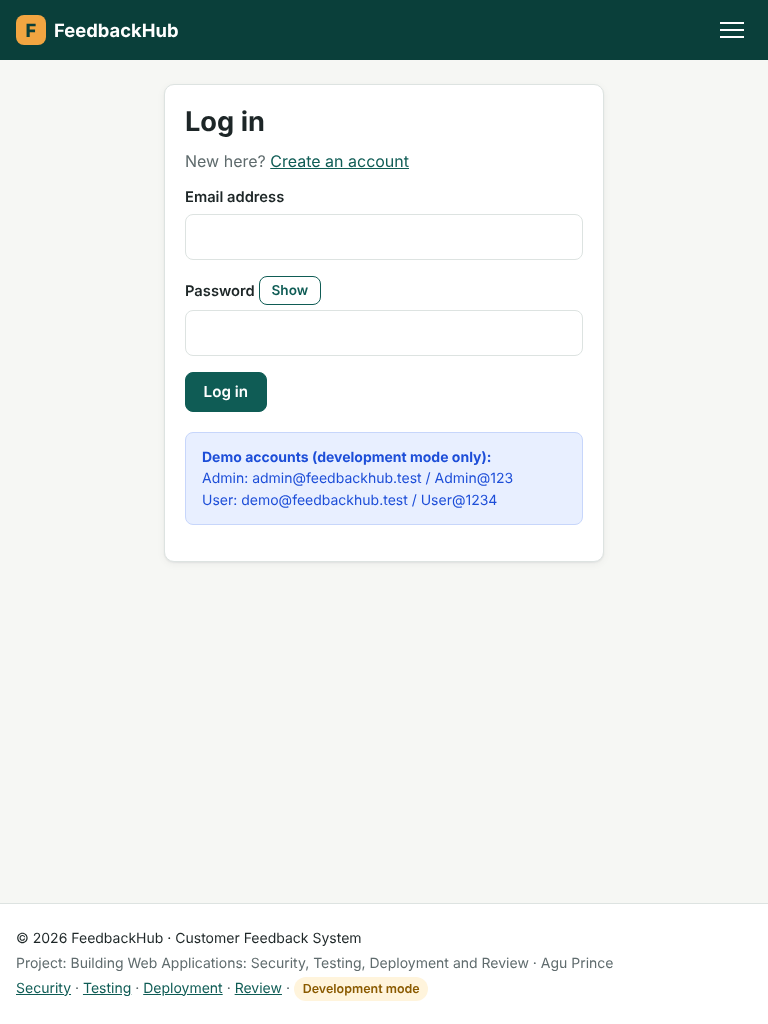 F FeedbackHub
Log in
New here? Create an account
Email address
Password Show
Log in
Demo accounts (development mode only):
Admin: admin@feedbackhub.test / Admin@123
User: demo@feedbackhub.test / User@1234
© 2026 FeedbackHub · Customer Feedback System
Project: Building Web Applications: Security, Testing, Deployment and Review · Agu Prince
Security · Testing · Deployment · Review · Development mode